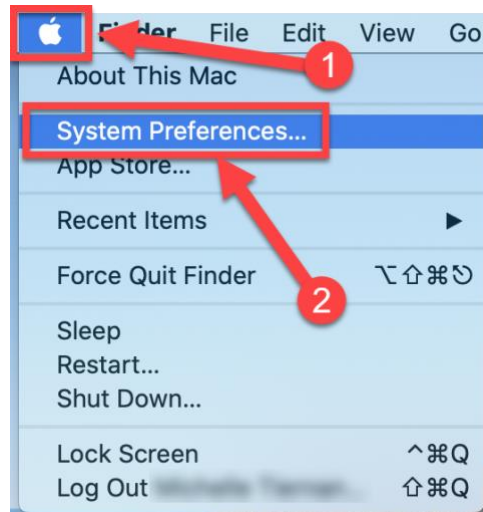 Finder File Edit View Go
1
About This Mac
System Preferences...
App Store...
Recent Items ▶
Force Quit Finder ⌥⇧⌘⎋
2
Sleep
Restart...
Shut Down...
Lock Screen ^⌘Q
Log Out ⇧⌘Q